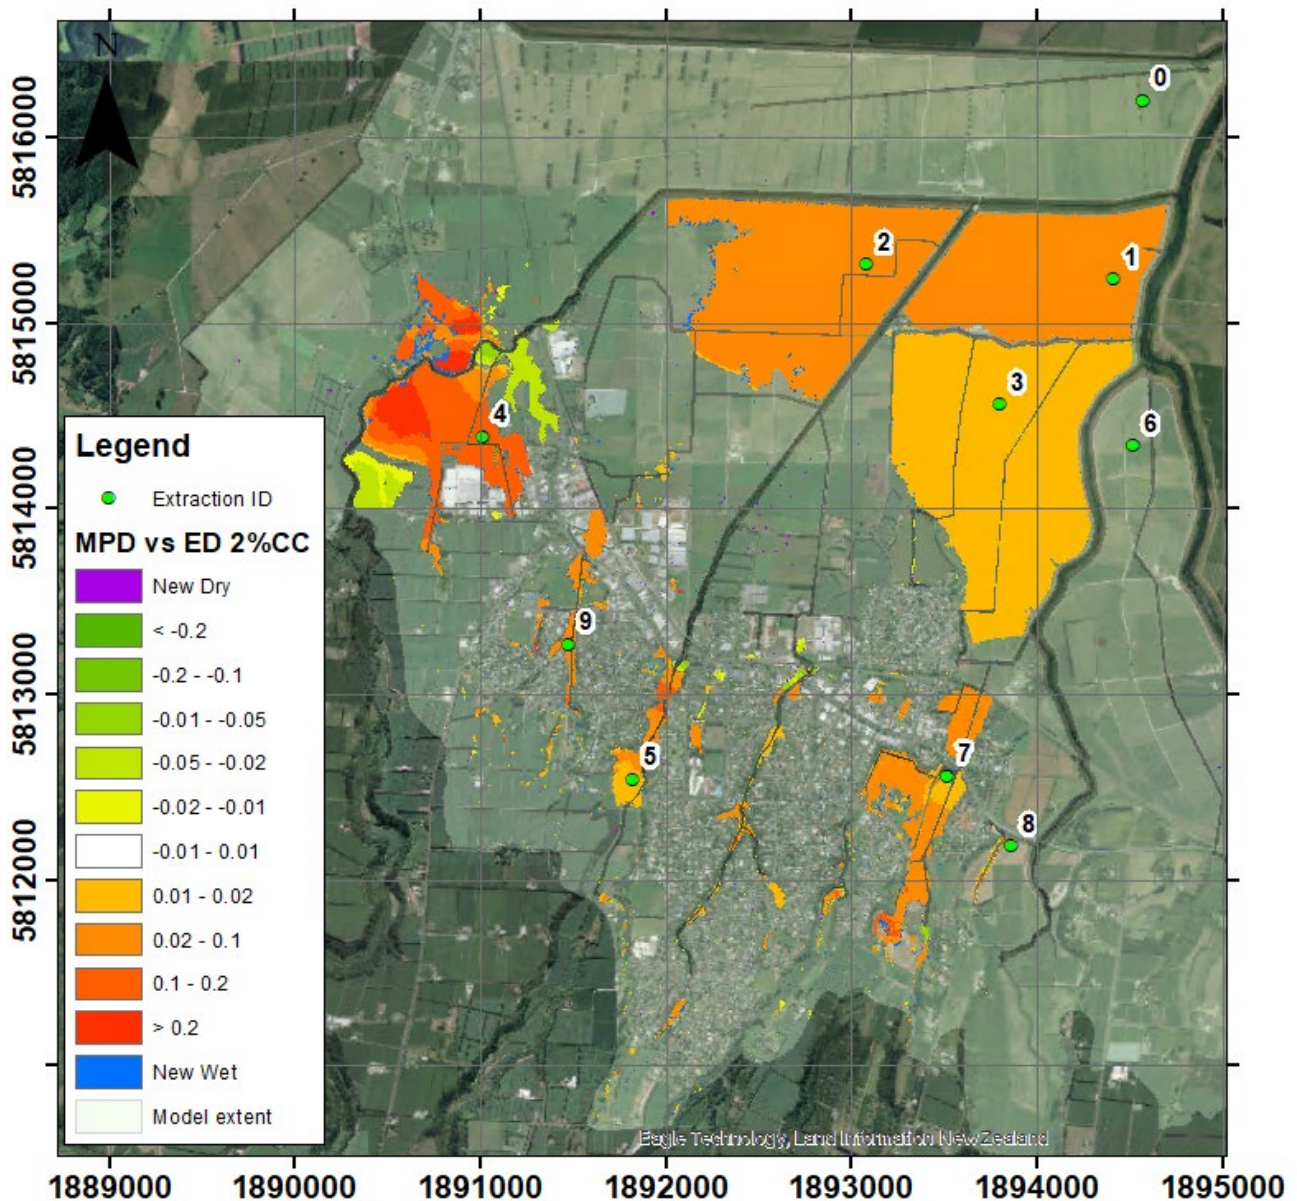 N
0
5816000
2
1
5815000
3
4
6
Legend
Extraction ID
5814000
MPD vs ED 2%CC
New Dry
< -0.2
9
-0.2 - -0.1
5813000
-0.01 - -0.05
5
7
-0.05 - -0.02
-0.02 - -0.01
8
-0.01 - 0.01
5812000
0.01 - 0.02
0.02 - 0.1
0.1 - 0.2
> 0.2
New Wet
Model extent
Eagle Technology, Land Information New Zealand
1889000 1890000 1891000 1892000 1893000 1894000 1895000